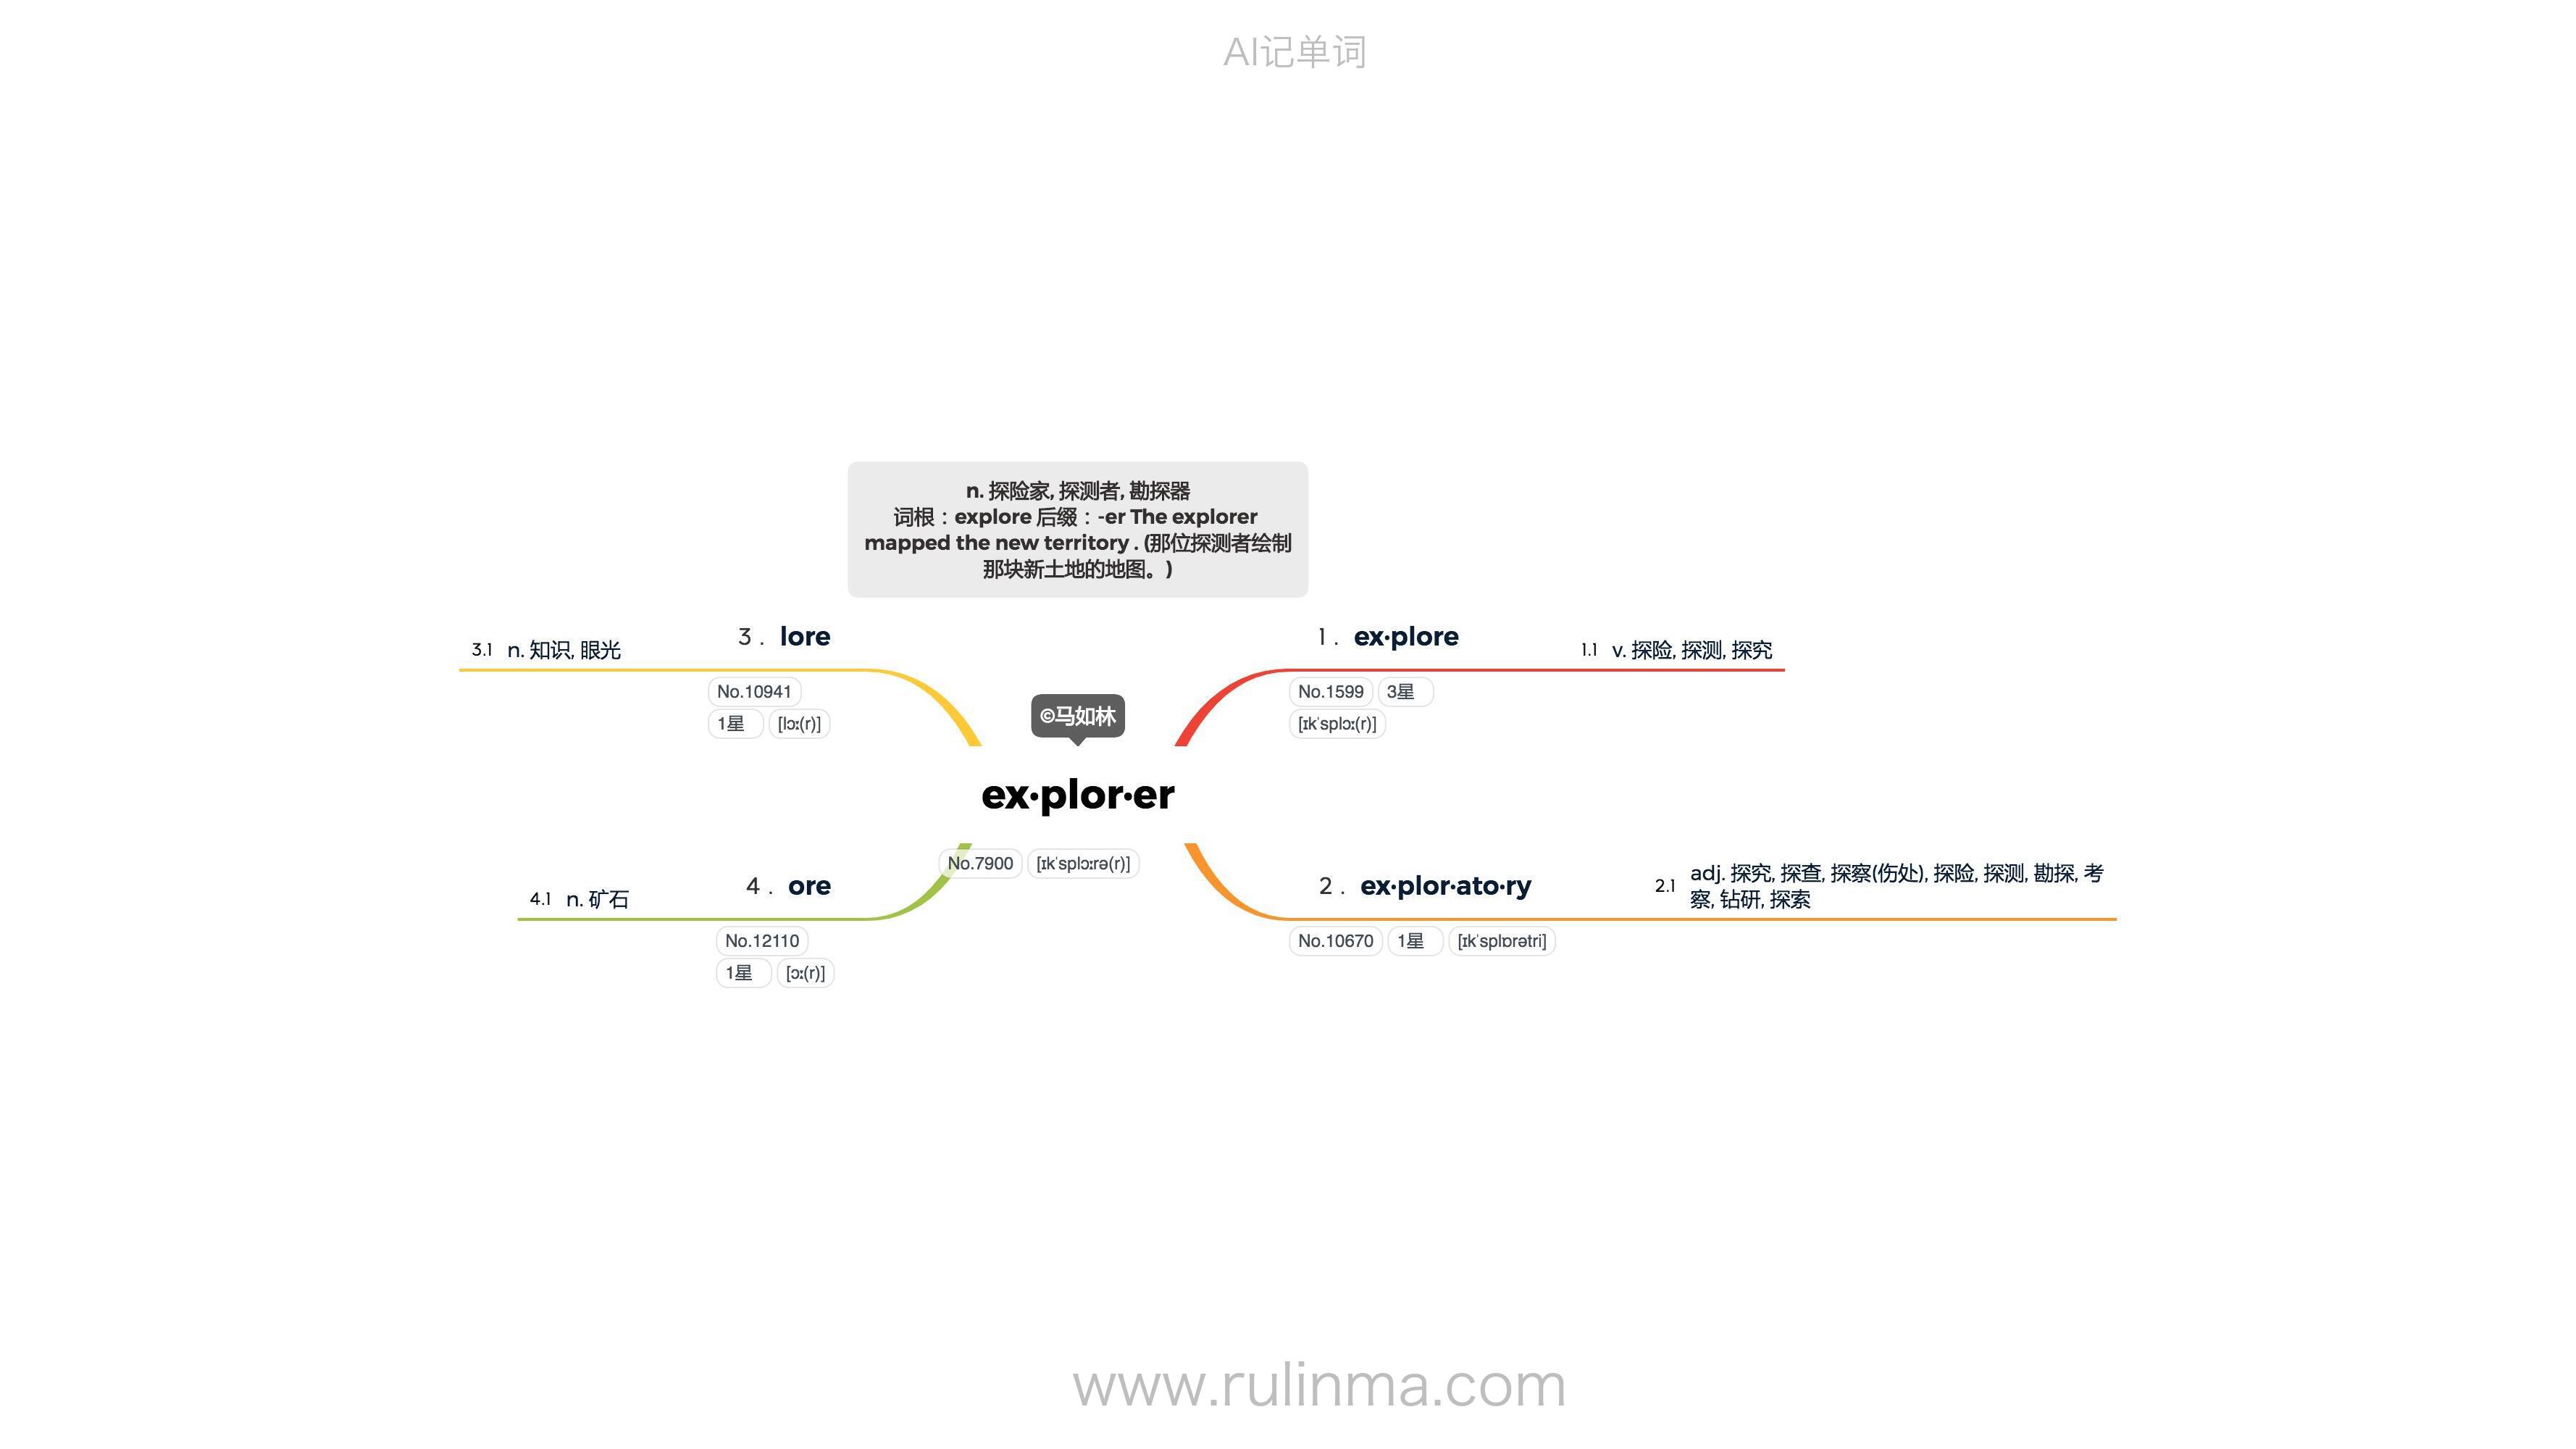 AI记单词
n. 探险家, 探测者, 勘探器
词根：explore 后缀：-er The explorer
mapped the new territory . (那位探测者绘制
那块新土地的地图。)
3 . lore
3.1 n. 知识, 眼光
No.10941
1星 [lɔː(r)]
1 . ex·plore
1.1 v. 探险, 探测, 探究
No.1599 3星
[ɪkˈsplɔː(r)]
©马如林
ex·plor·er
No.7900 [ɪkˈsplɔːrə(r)]
4 . ore
4.1 n. 矿石
No.12110
1星 [ɔː(r)]
2 . ex·plor·ato·ry
2.1 adj. 探究, 探查, 探察(伤处), 探险, 探测, 勘探, 考
察, 钻研, 探索
No.10670 1星 [ɪkˈsplɒrətri]
www.rulinma.com